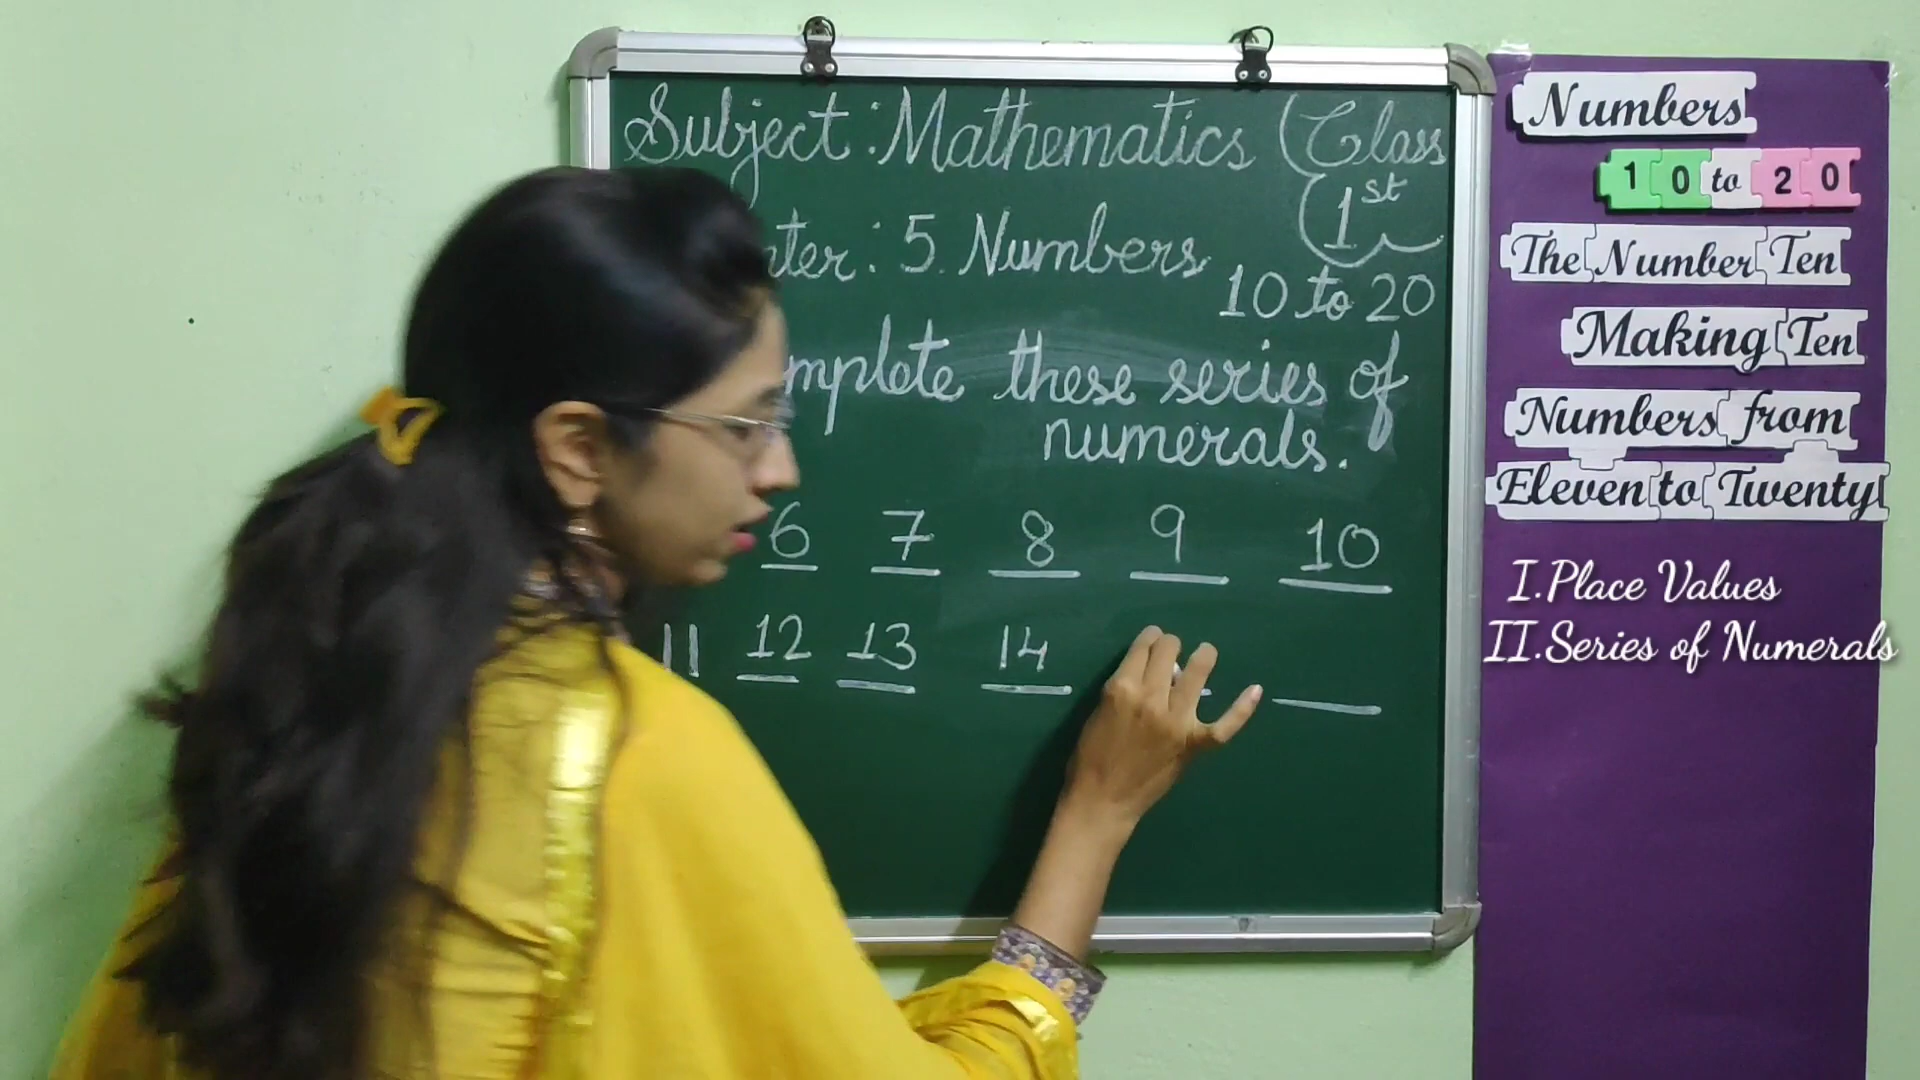 Subject: Mathematics (Class
1st
: 5. Numbers
10 to 20
these series of
numerals.
6 7 8 9 10
11 12 13 14
Numbers
10 to 20
The Number Ten
Making Ten
Numbers from
Eleven to Twenty
I.Place Values
II.Series of Numerals